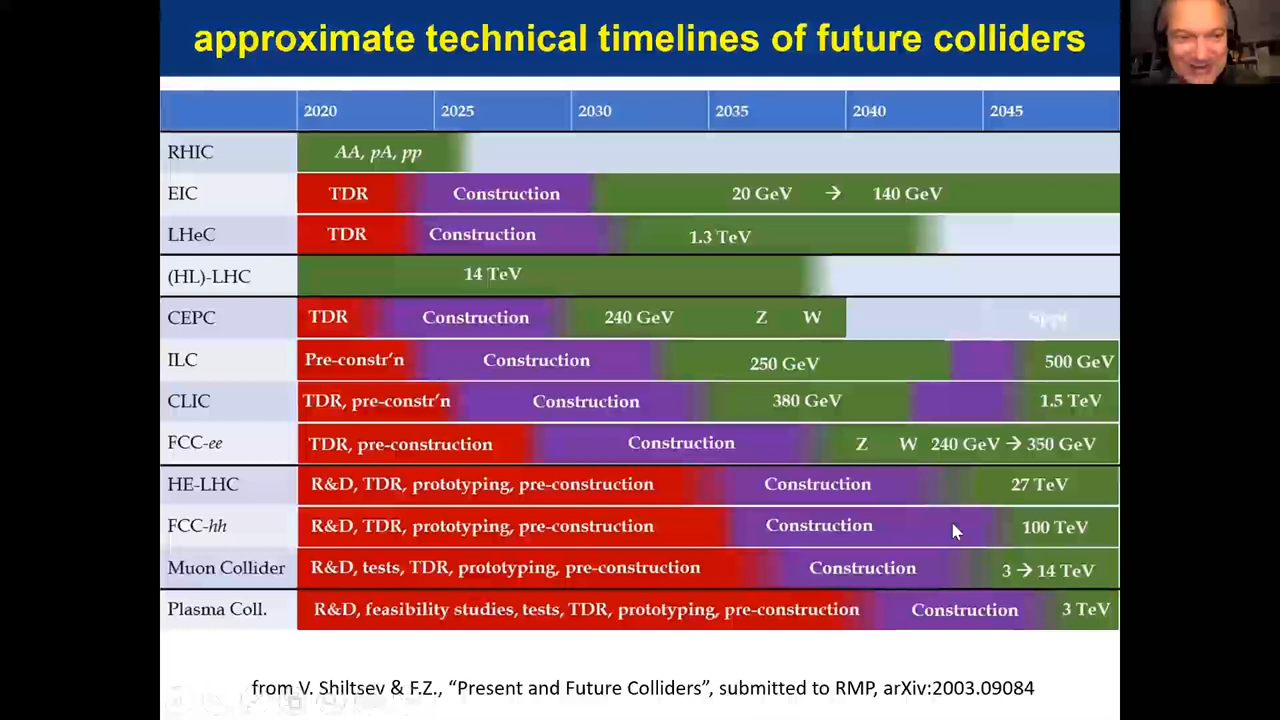 approximate technical timelines of future colliders
2020 2025 2030 2035 2040 2045
RHIC AA, pA, pp
EIC TDR Construction 20 GeV → 140 GeV
LHeC TDR Construction 1.3 TeV
(HL)-LHC 14 TeV
CEPC TDR Construction 240 GeV Z W SppC
ILC Pre-constr’n Construction 250 GeV 500 GeV
CLIC TDR, pre-constr’n Construction 380 GeV 1.5 TeV
FCC-ee TDR, pre-construction Construction Z W 240 GeV → 350 GeV
HE-LHC R&D, TDR, prototyping, pre-construction Construction 27 TeV
FCC-hh R&D, TDR, prototyping, pre-construction Construction 100 TeV
Muon Collider R&D, tests, TDR, prototyping, pre-construction Construction 3 → 14 TeV
Plasma Coll. R&D, feasibility studies, tests, TDR, prototyping, pre-construction Construction 3 TeV
from V. Shiltsev & F.Z., “Present and Future Colliders”, submitted to RMP, arXiv:2003.09084